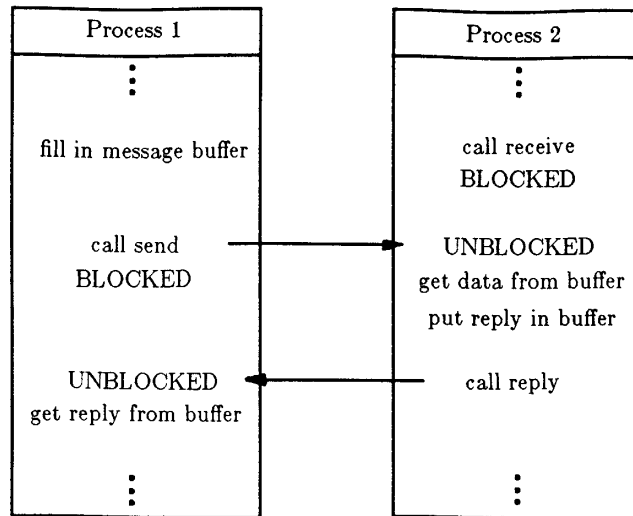 Process 1
fill in message buffer
call send
BLOCKED
UNBLOCKED
get reply from buffer
Process 2
call receive
BLOCKED
UNBLOCKED
get data from buffer
put reply in buffer
call reply